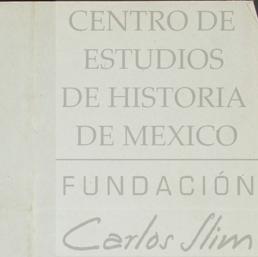 CENTRO DE
ESTUDIOS
DE HISTORIA
DE MEXICO
FUNDACIÓN
Carlos Slim